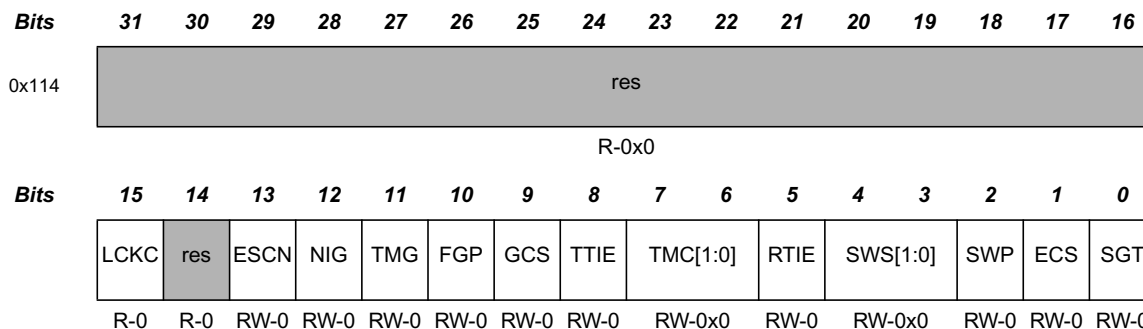 Bits 31 30 29 28 27 26 25 24 23 22 21 20 19 18 17 16
0x114 res
R-0x0
Bits 15 14 13 12 11 10 9 8 7 6 5 4 3 2 1 0
LCKC res ESCN NIG TMG FGP GCS TTIE TMC[1:0] RTIE SWS[1:0] SWP ECS SGT
R-0 R-0 RW-0 RW-0 RW-0 RW-0 RW-0 RW-0 RW-0x0 RW-0 RW-0x0 RW-0 RW-0 RW-0